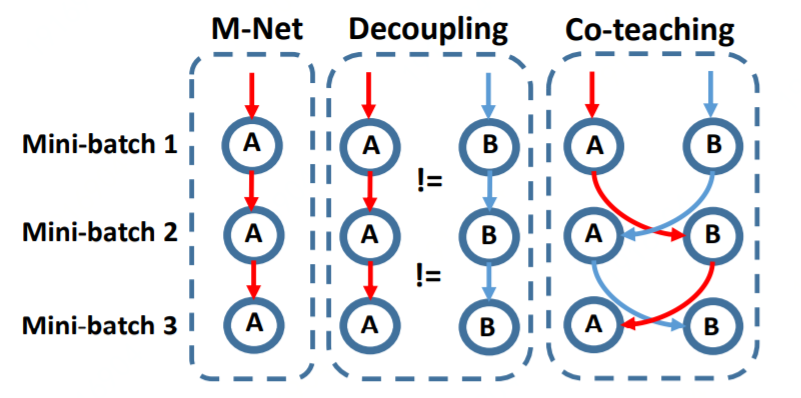 M-Net Decoupling Co-teaching
Mini-batch 1 A A B A B
!=
Mini-batch 2 A A B A B
!=
Mini-batch 3 A A B A B